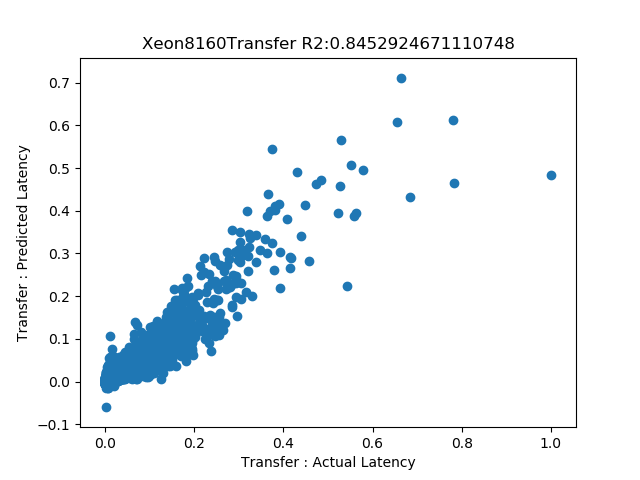 Xeon8160Transfer R2:0.8452924671110748
0.7
0.6
0.5
0.4
0.3
0.2
0.1
0.0
−0.1
Transfer : Predicted Latency
0.0 0.2 0.4 0.6 0.8 1.0
Transfer : Actual Latency